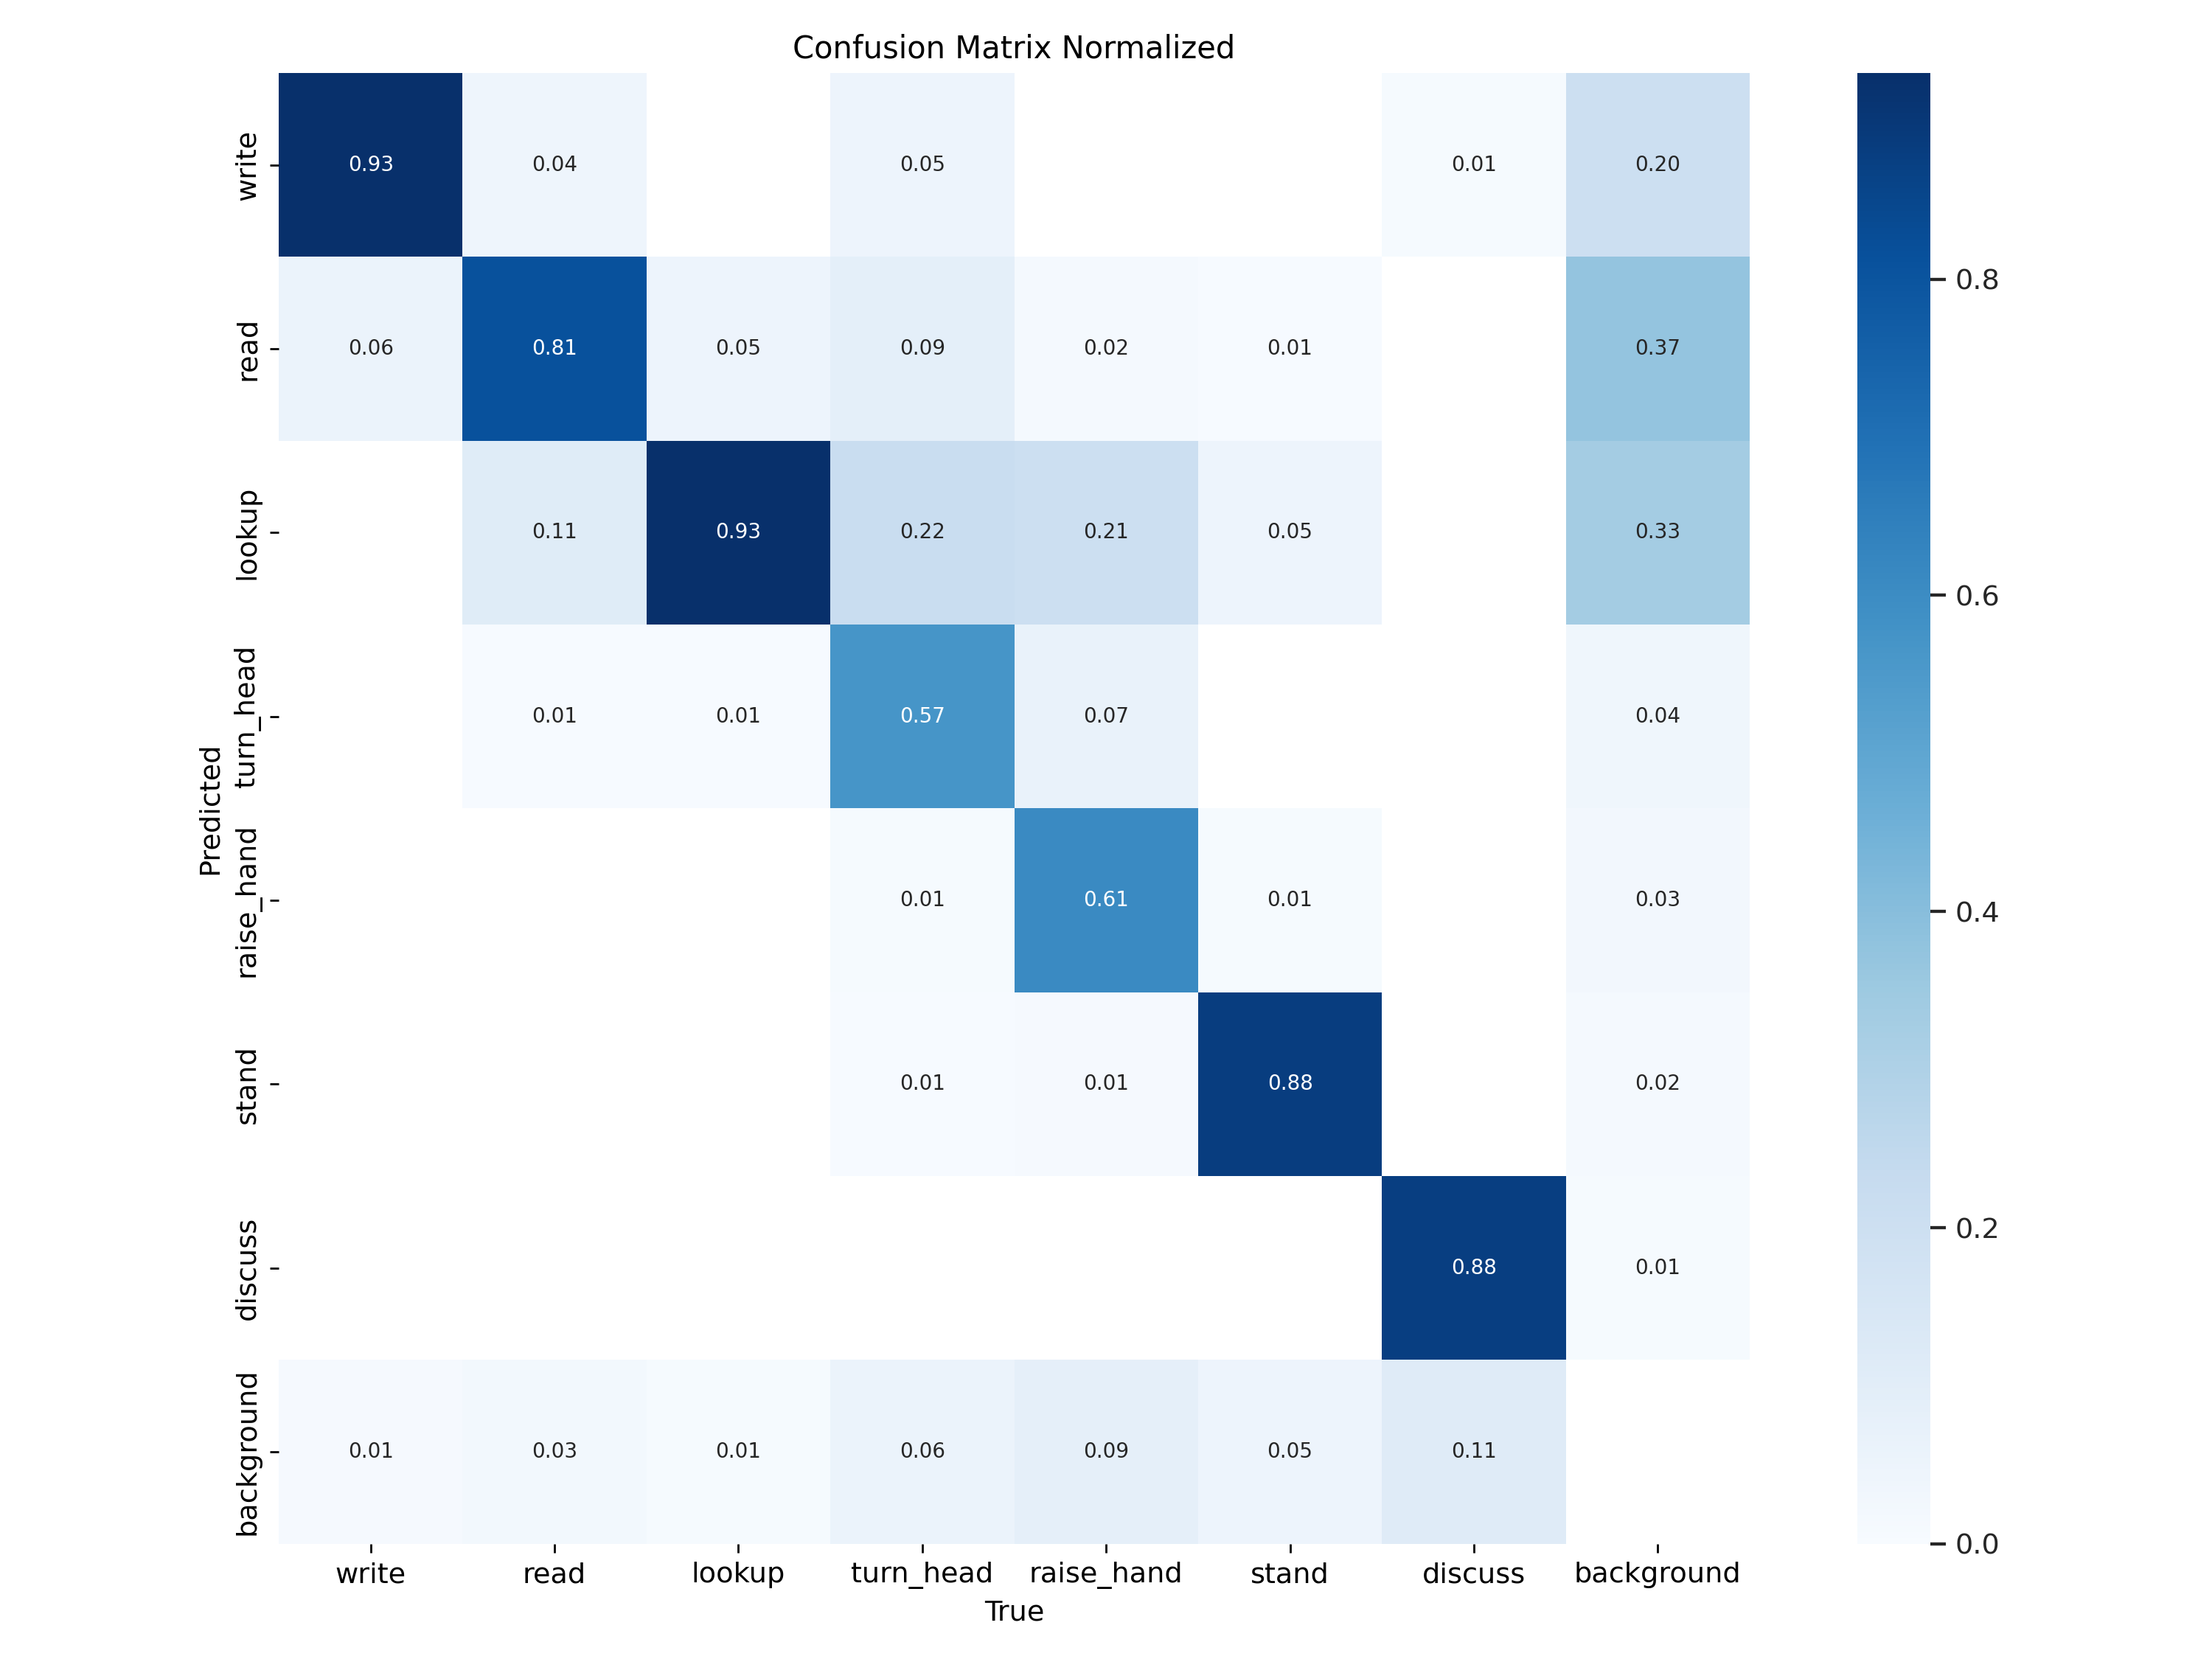 Confusion Matrix Normalized
Predicted
write 0.93 0.04 0.05 0.01 0.20
read 0.06 0.81 0.05 0.09 0.02 0.01 0.37
lookup 0.11 0.93 0.22 0.21 0.05 0.33
turn_head 0.01 0.01 0.57 0.07 0.04
raise_hand 0.01 0.61 0.01 0.03
stand 0.01 0.01 0.88 0.02
discuss 0.88 0.01
background 0.01 0.03 0.01 0.06 0.09 0.05 0.11
write read lookup turn_head raise_hand stand discuss background
True
0.8
0.6
0.4
0.2
0.0